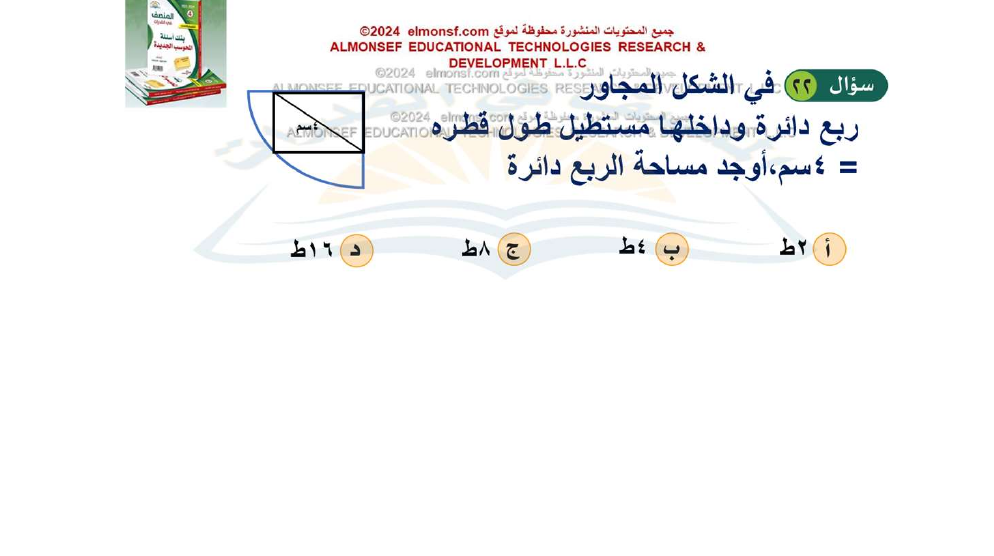 جميع المحتويات المنشورة محفوظة لموقع elmonsf.com ©2024
ALMONSEF EDUCATIONAL TECHNOLOGIES RESEARCH &
DEVELOPMENT L.L.C
سؤال ٢٢ في الشكل المجاور
ربع دائرة وداخلها مستطيل طول قطره
= ٤سم،أوجد مساحة الربع دائرة
٤سم
أ ٢ط ب ٤ط ج ٨ط د ١٦ط